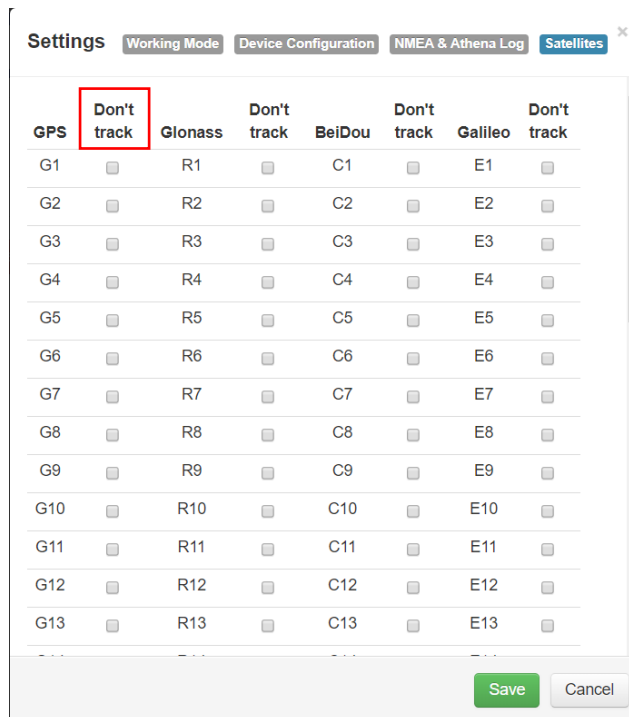 Settings Working Mode Device Configuration NMEA & Athena Log Satellites ×
GPS Don't track Glonass Don't track BeiDou Don't track Galileo Don't track
G1 R1 C1 E1
G2 R2 C2 E2
G3 R3 C3 E3
G4 R4 C4 E4
G5 R5 C5 E5
G6 R6 C6 E6
G7 R7 C7 E7
G8 R8 C8 E8
G9 R9 C9 E9
G10 R10 C10 E10
G11 R11 C11 E11
G12 R12 C12 E12
G13 R13 C13 E13
Save Cancel